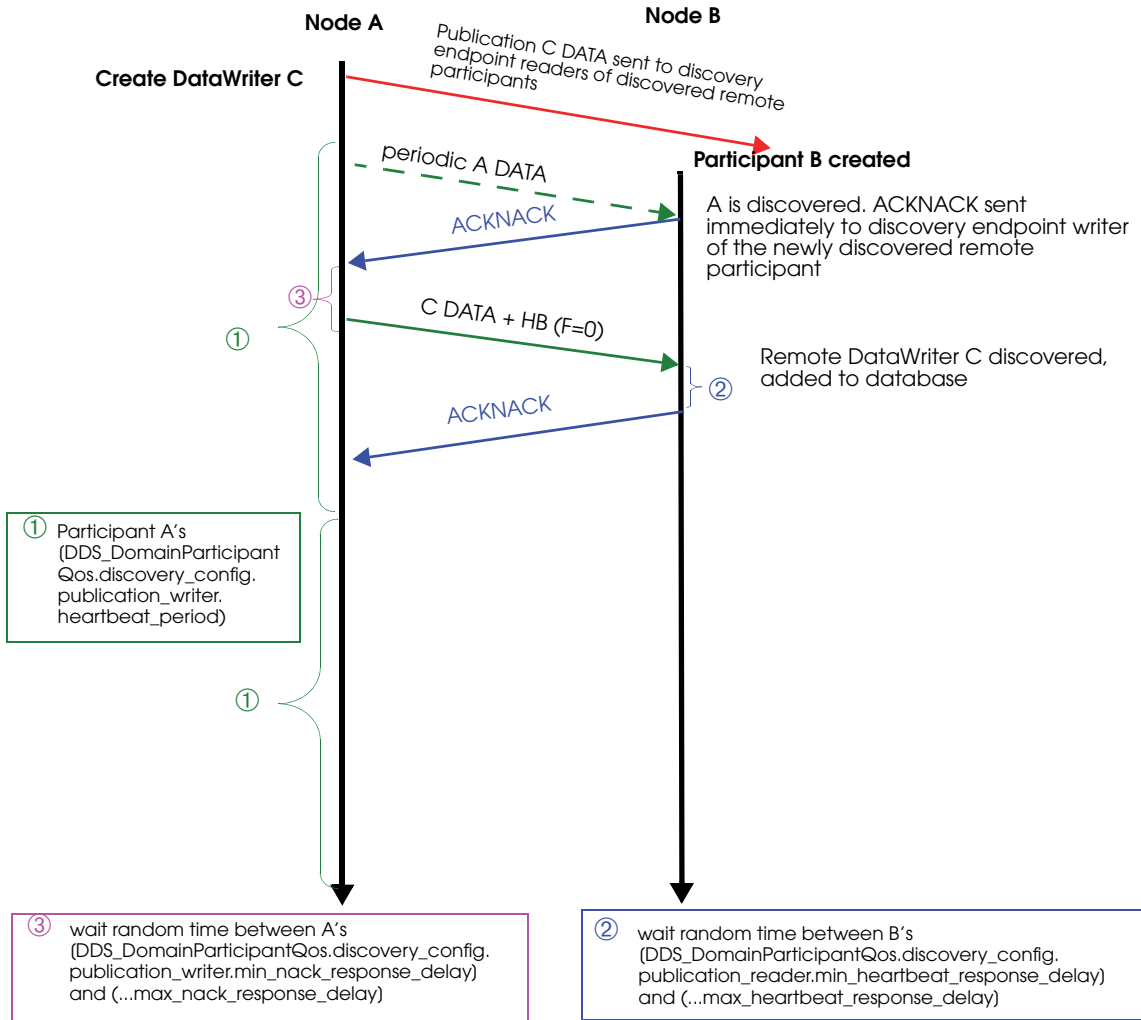 Node A
Node B
Create DataWriter C
Publication C DATA sent to discovery
endpoint readers of discovered remote
participants
periodic A DATA
Participant B created
ACKNACK
A is discovered. ACKNACK sent
immediately to discovery endpoint writer
of the newly discovered remote
participant
③
C DATA + HB (F=0)
①
Remote DataWriter C discovered,
added to database
②
ACKNACK
① Participant A's
(DDS_DomainParticipant
Qos.discovery_config.
publication_writer.
heartbeat_period)
①
③ wait random time between A's
(DDS_DomainParticipantQos.discovery_config.
publication_writer.min_nack_response_delay)
and (...max_nack_response_delay)
② wait random time between B's
(DDS_DomainParticipantQos.discovery_config.
publication_reader.min_heartbeat_response_delay)
and (...max_heartbeat_response_delay)